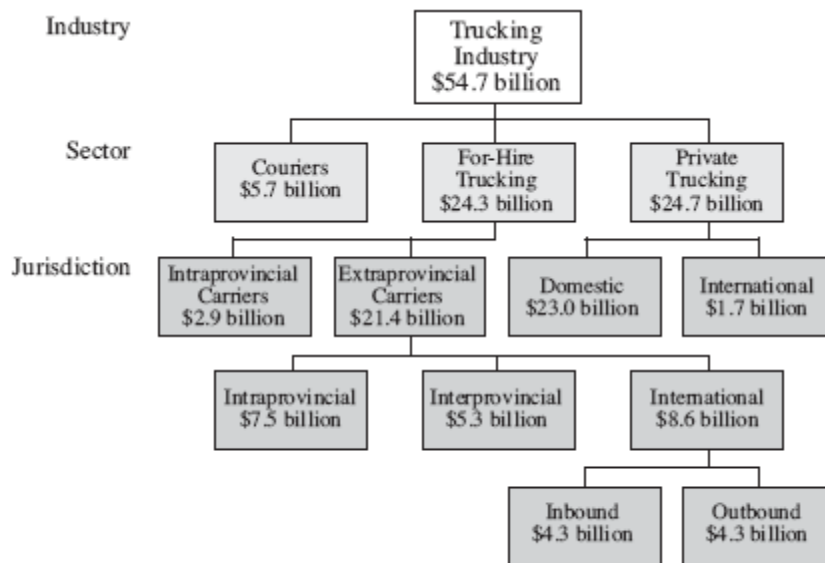 Industry
Trucking
Industry
$54.7 billion
Sector
Couriers
$5.7 billion
For-Hire
Trucking
$24.3 billion
Private
Trucking
$24.7 billion
Jurisdiction
Intraprovincial
Carriers
$2.9 billion
Extraprovincial
Carriers
$21.4 billion
Domestic
$23.0 billion
International
$1.7 billion
Intraprovincial
$7.5 billion
Interprovincial
$5.3 billion
International
$8.6 billion
Inbound
$4.3 billion
Outbound
$4.3 billion